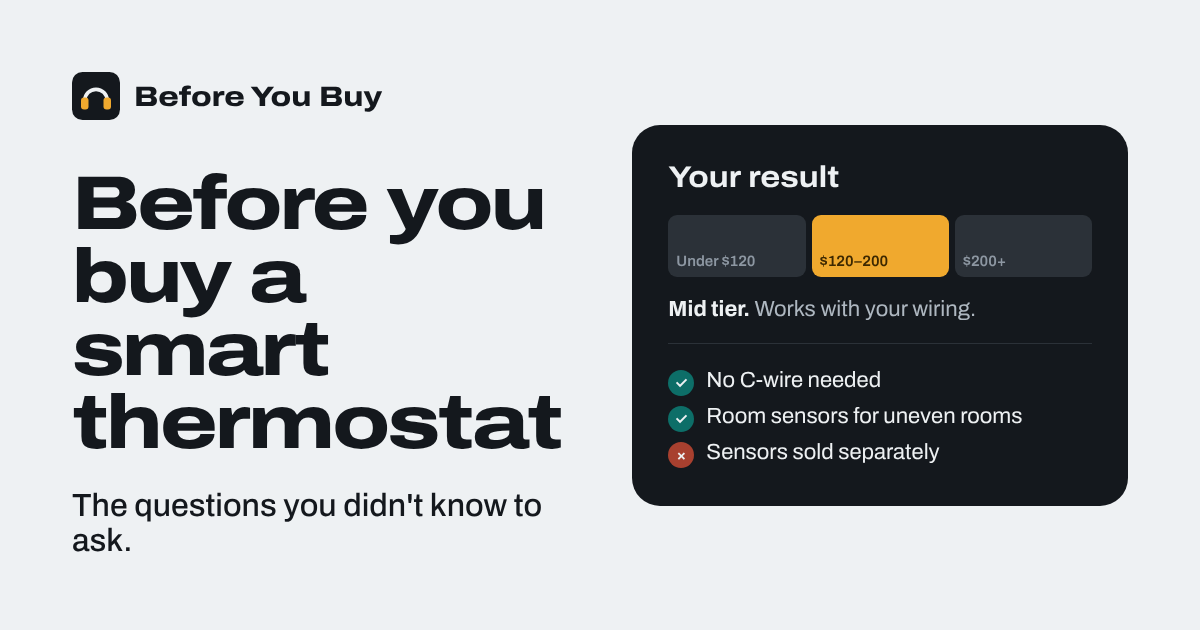 Before You Buy
Before you
buy a
smart
thermostat
The questions you didn't know to
ask.
Your result
Under $120
$120–200
$200+
Mid tier. Works with your wiring.
No C-wire needed
Room sensors for uneven rooms
Sensors sold separately